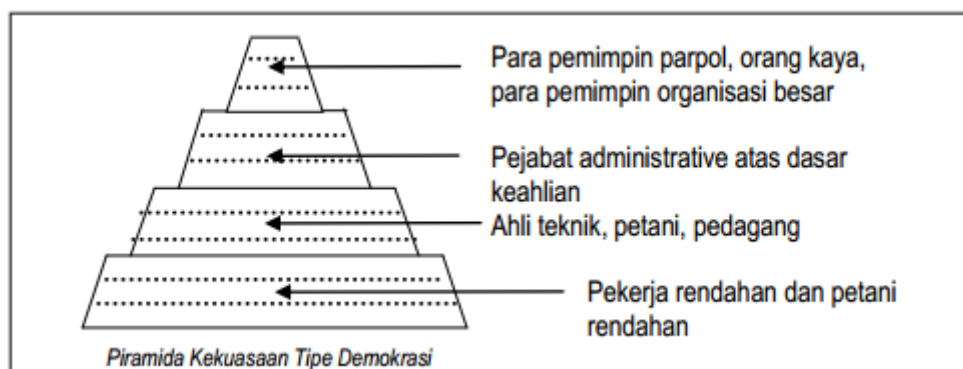 Para pemimpin parpol, orang kaya,
para pemimpin organisasi besar
Pejabat administrative atas dasar
keahlian
Ahli teknik, petani, pedagang
Pekerja rendahan dan petani
rendahan
Piramida Kekuasaan Tipe Demokrasi